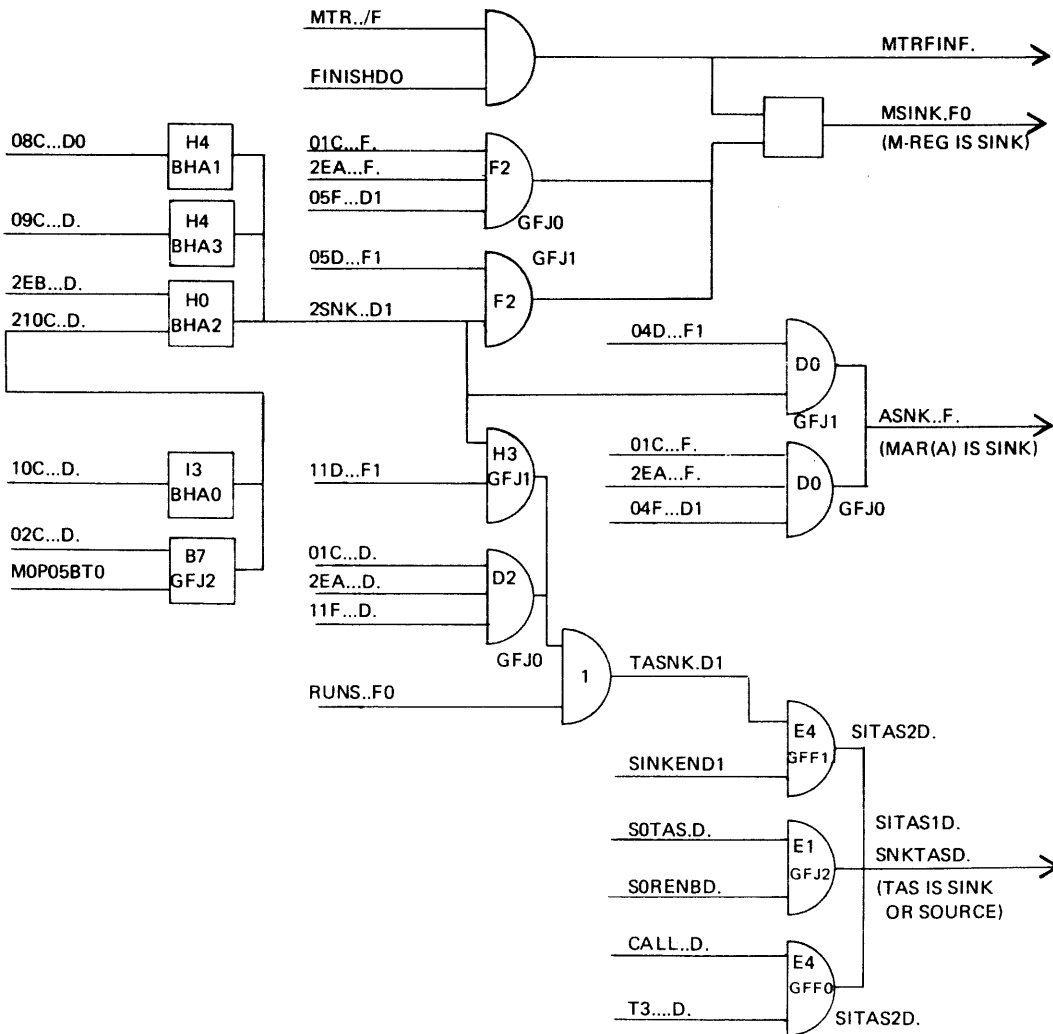 MTR../F
FINISHDO
MTRFINF.
MSINK.F0
(M-REG IS SINK)
08C...D0
H4
BHA1
09C...D.
H4
BHA3
2EB...D.
210C..D.
H0
BHA2
01C...F.
2EA...F.
05F...D1
F2
GFJ0
05D...F1
2SNK..D1
F2
GFJ1
04D...F1
D0
GFJ1
ASNK..F.
(MAR(A) IS SINK)
01C...F.
2EA...F.
04F...D1
D0
GFJ0
10C...D.
I3
BHA0
02C...D.
M0P05BT0
B7
GFJ2
11D...F1
H3
GFJ1
01C...D.
2EA...D.
11F...D.
D2
GFJ0
RUNS..F0
1
TASNK.D1
SINKEND1
E4
GFF1
SITAS2D.
S0TAS.D.
S0RENBD.
E1
GFJ2
SITAS1D.
SNKTASD.
(TAS IS SINK
OR SOURCE)
CALL..D.
T3....D.
E4
GFF0
SITAS2D.